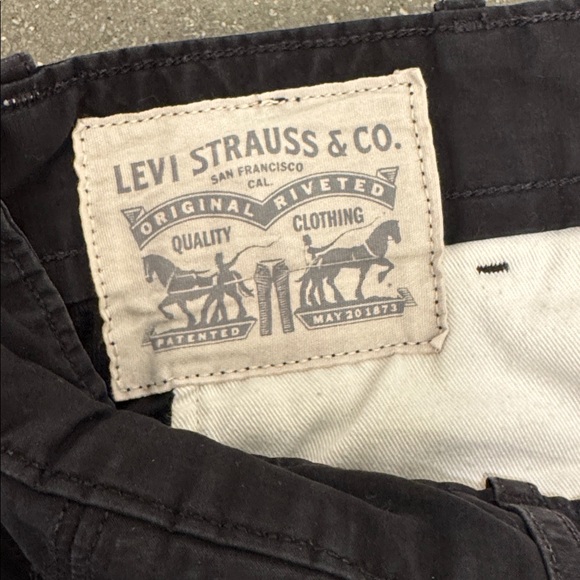 LEVI STRAUSS & CO.
SAN FRANCISCO
CAL.
ORIGINAL RIVETED
QUALITY CLOTHING
PATENTED MAY 20 1873